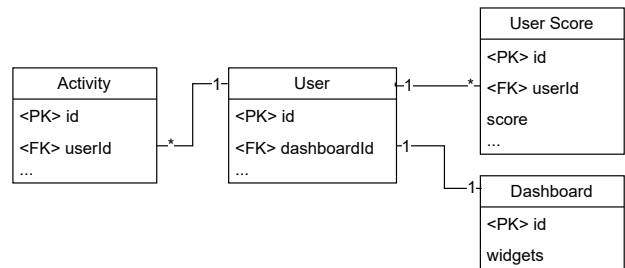 Activity
<PK> id
<FK> userId
...
*
1
User
<PK> id
<FK> dashboardId
...
1
*
1
1
User Score
<PK> id
<FK> userId
score
...
Dashboard
<PK> id
widgets